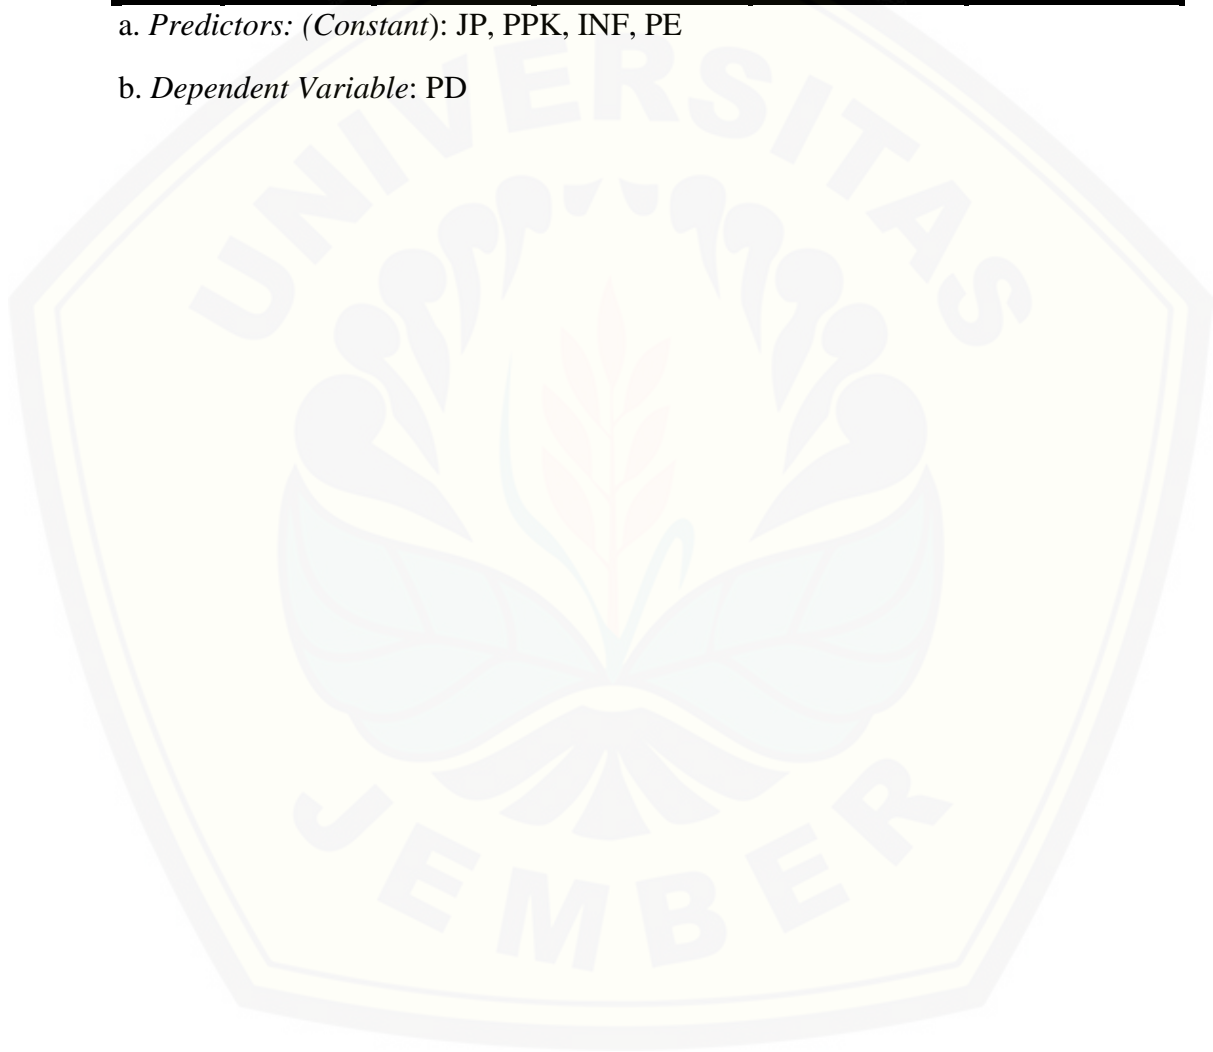 a. Predictors: (Constant): JP, PPK, INF, PE
b. Dependent Variable: PD
UNIVERSITAS
JEMBER